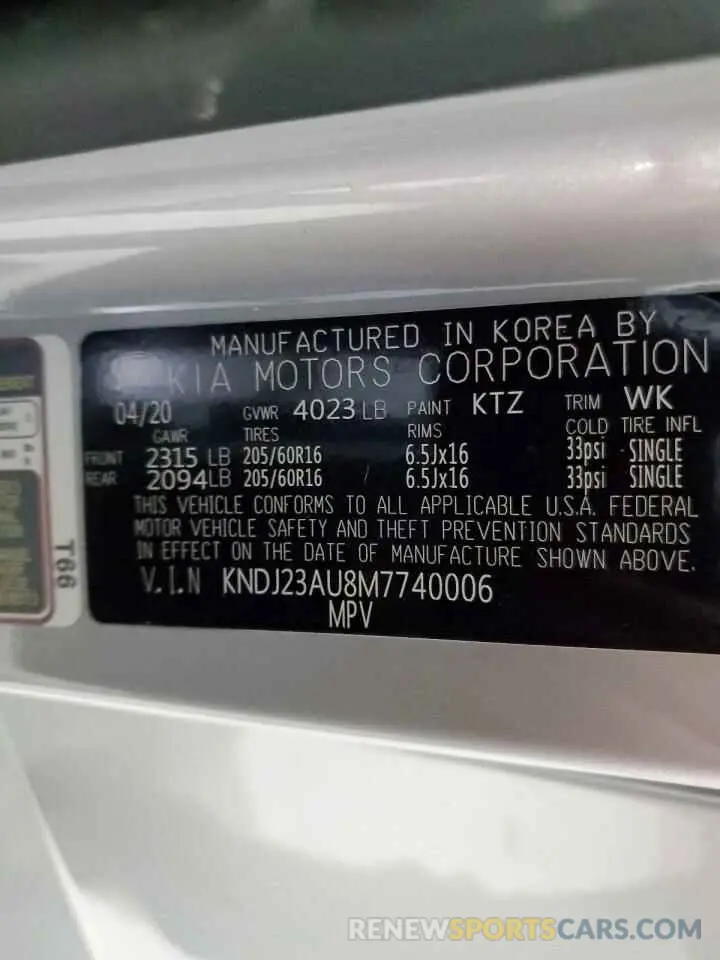 MANUFACTURED IN KOREA BY
KIA MOTORS CORPORATION
04/20 GVWR 4023 LB PAINT KTZ TRIM WK
GAWR TIRES RIMS COLD TIRE INFL
FRONT 2315 LB 205/60R16 6.5Jx16 33psi SINGLE
REAR 2094 LB 205/60R16 / 6.5Jx16 33psi SINGLE
THIS VEHICLE CONFORMS TO ALL APPLICABLE U.S.A. FEDERAL
MOTOR VEHICLE SAFETY AND THEFT PREVENTION STANDARDS
IN EFFECT ON THE DATE OF MANUFACTURE SHOWN ABOVE.
V.I.N KNDJ23AU8M7740006
MPV
T66
RENEWSPORTSCARS.COM